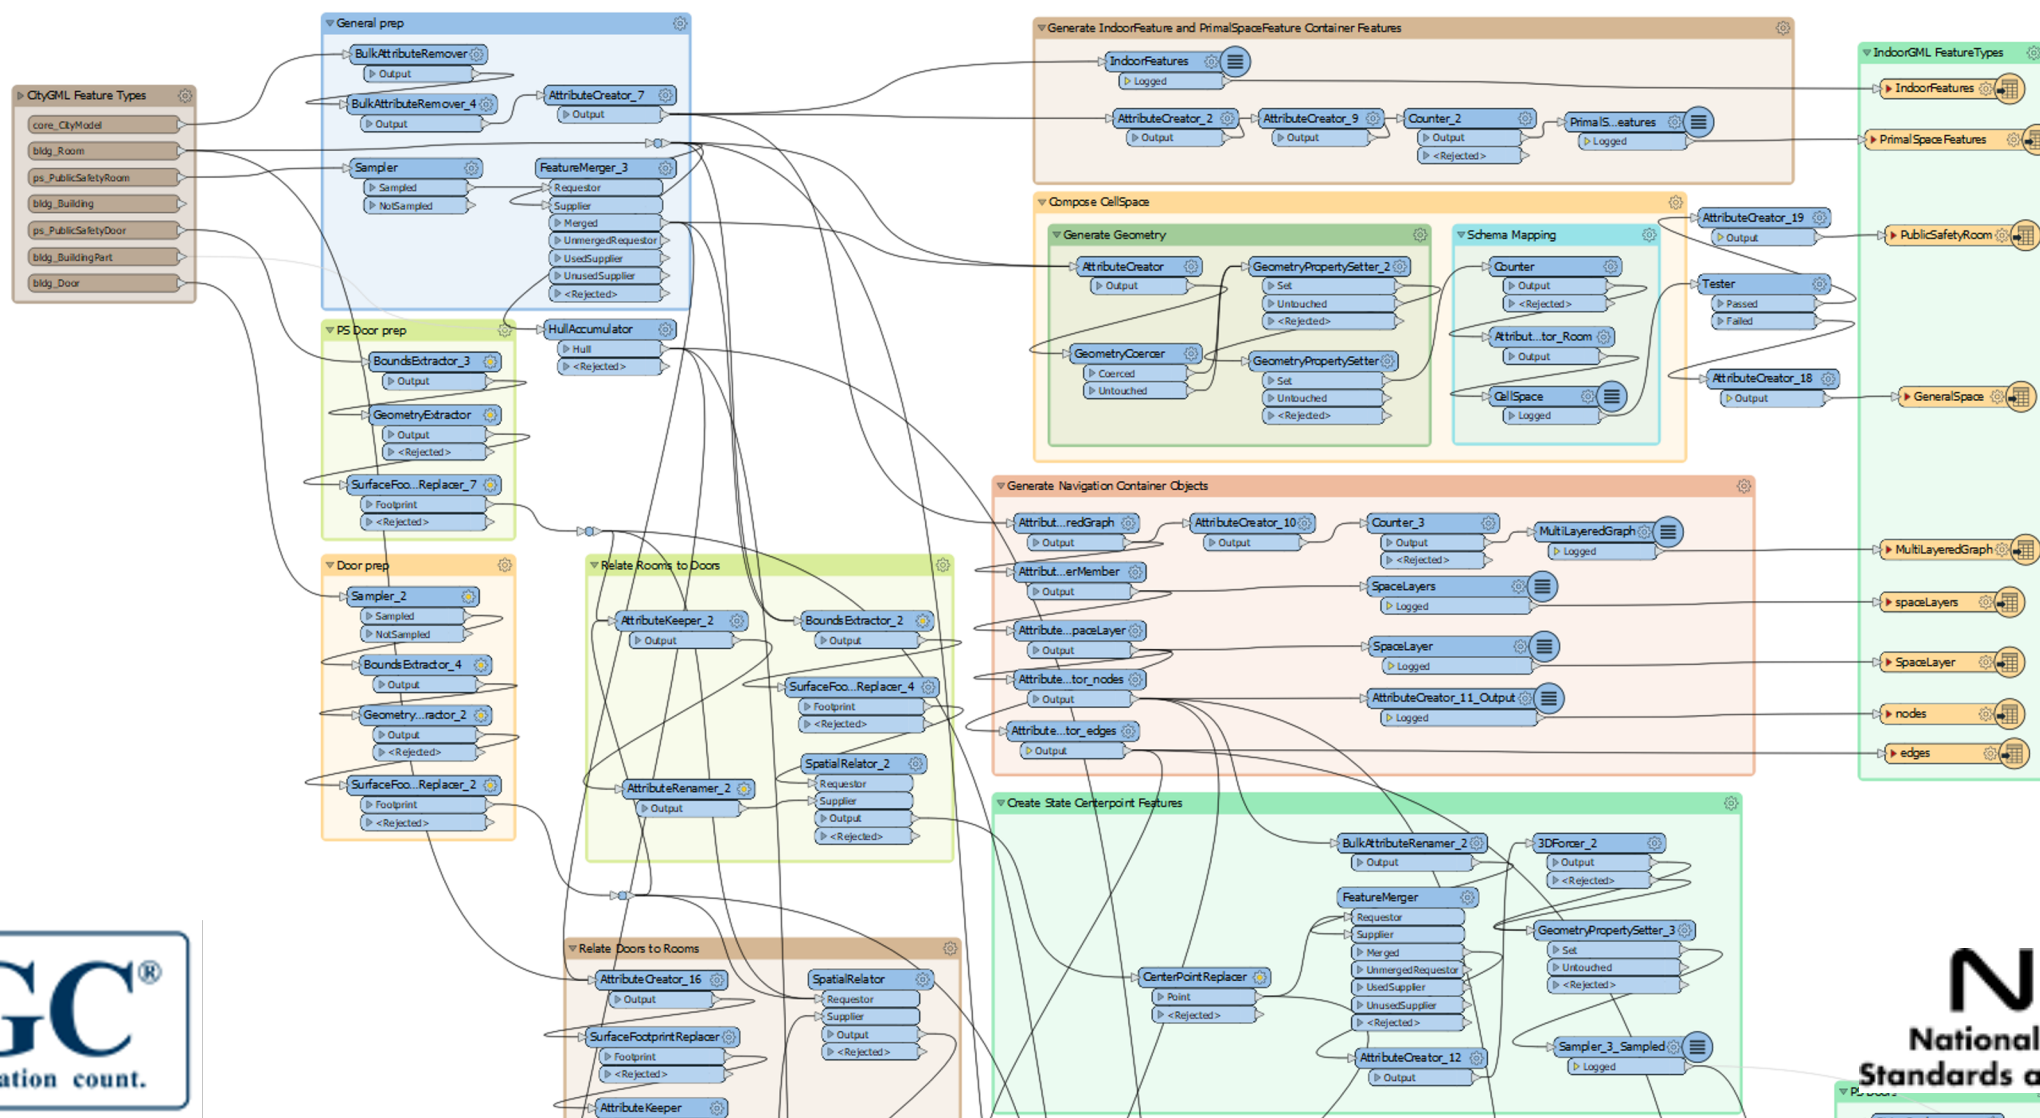 CityGML Feature Types
core_CityModel
bldg_Room
ps_PublicSafetyRoom
bldg_Building
ps_PublicSafetyDoor
bldg_BuildingPart
bldg_Door
General prep
BulkAttributeRemover
Output
BulkAttributeRemover_4
Output
AttributeCreator_7
Output
Sampler
Sampled
NotSampled
FeatureMerger_3
Requestor
Supplier
Merged
UnmergedRequestor
UsedSupplier
UnusedSupplier
<Rejected>
HullAccumulator
Hull
<Rejected>
PS Door prep
BoundsExtractor_3
Output
GeometryExtractor
Output
<Rejected>
SurfaceFoo...Replacer_7
Footprint
<Rejected>
Door prep
Sampler_2
Sampled
NotSampled
BoundsExtractor_4
Output
Geometry...ractor_2
Output
<Rejected>
SurfaceFoo...Replacer_2
Footprint
<Rejected>
Relate Rooms to Doors
AttributeKeeper_2
Output
BoundsExtractor_2
Output
SurfaceFoo...Replacer_4
Footprint
<Rejected>
SpatialRelator_2
Requestor
Supplier
Output
<Rejected>
AttributeRenamer_2
Output
Relate Doors to Rooms
AttributeCreator_16
Output
SurfaceFootprintReplacer
Footprint
<Rejected>
AttributeKeeper
SpatialRelator
Requestor
Supplier
Output
<Rejected>
Generate IndoorFeature and PrimalSpaceFeature Container Features
IndoorFeatures
Logged
AttributeCreator_2
Output
AttributeCreator_9
Output
Counter_2
Output
<Rejected>
PrimalS...eatures
Logged
Compose CellSpace
Generate Geometry
AttributeCreator
Output
GeometryCoercer
Coerced
Untouched
GeometryPropertySetter_2
Set
Untouched
<Rejected>
GeometryPropertySetter
Set
Untouched
<Rejected>
Schema Mapping
Counter
Output
<Rejected>
Attribut...tor_Room
Output
CellSpace
Logged
AttributeCreator_19
Output
Tester
Passed
Failed
AttributeCreator_18
Output
Generate Navigation Container Objects
Attribut...redGraph
Output
AttributeCreator_10
Output
Counter_3
Output
<Rejected>
MultiLayeredGraph
Logged
Attribut...erMember
Output
SpaceLayers
Logged
Attribute...paceLayer
Output
SpaceLayer
Logged
Attribute...tor_nodes
Output
AttributeCreator_11_Output
Logged
Attribute...tor_edges
Output
Create State Centerpoint Features
CenterPointReplacer
Point
<Rejected>
BulkAttributeRenamer_2
Output
FeatureMerger
Requestor
Supplier
Merged
UnmergedRequestor
UsedSupplier
UnusedSupplier
<Rejected>
AttributeCreator_12
Output
3DForcer_2
Output
<Rejected>
GeometryPropertySetter_3
Set
Untouched
<Rejected>
Sampler_3_Sampled
Logged
IndoorGML FeatureTypes
IndoorFeatures
PrimalSpaceFeatures
PublicSafetyRoom
GeneralSpace
MultiLayeredGraph
spaceLayers
SpaceLayer
nodes
edges
GC®
ation count.
N
National
Standards a